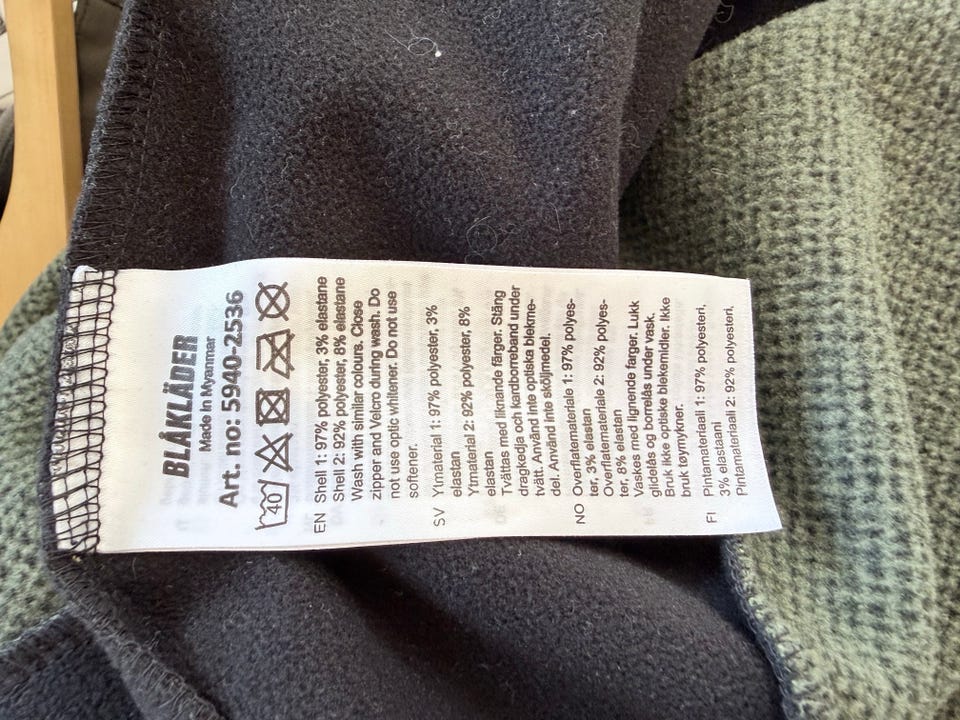 BLÅKLÄDER
Made in Myanmar
Art. no: 5940-2536
40
EN Shell 1: 97% polyester, 3% elastane
Shell 2: 92% polyester, 8% elastane
Wash with similar colours. Close
zipper and Velcro during wash. Do
not use optic whitener. Do not use
softener.
SV Ytmaterial 1: 97% polyester, 3%
elastan
Ytmaterial 2: 92% polyester, 8%
elastan
Tvättas med liknande färger. Stäng
dragkedja och kardborreband under
tvätt. Använd inte optiska blekme-
del. Använd inte sköljmedel.
NO Overflatemateriale 1: 97% polyes-
ter, 3% elastan
Overflatemateriale 2: 92% polyes-
ter, 8% elastan
Vaskes med lignende farger. Lukk
glidelås og borrelås under vask.
Bruk ikke optiske blekemidler. Ikke
bruk tøymykner.
FI Pintamateriaali 1: 97% polyesteri,
3% elastaani
Pintamateriaali 2: 92% polyesteri,